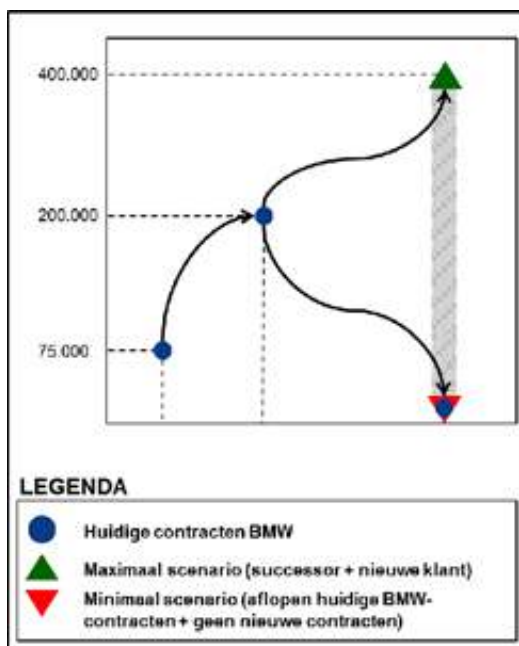 400.000
200.000
75.000
LEGENDA
Huidige contracten BMW
Maximaal scenario (successor + nieuwe klant)
Minimaal scenario (aflopen huidige BMW-
contracten + geen nieuwe contracten)